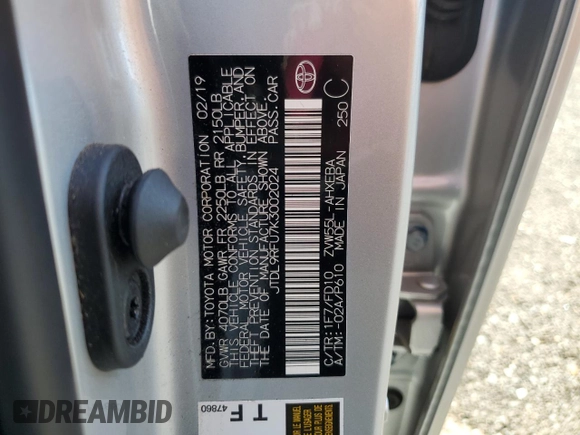 MFD. BY: TOYOTA MOTOR CORPORATION 02/19
GVWR 4070LB GAWR FR 2250LB RR 2150LB
THIS VEHICLE CONFORMS TO ALL APPLICABLE
FEDERAL MOTOR VEHICLE SAFETY, BUMPER, AND
THEFT PREVENTION STANDARDS IN EFFECT ON
THE DATE OF MANUFACTURE SHOWN ABOVE.
JTDL9RFU7K3002024 PASS. CAR
C/TR: 1F7/FD10 ZVW55L-AHXEBA
A/TM: -02A/P610 MADE IN JAPAN 250 C
T F
47860
DREAMBID